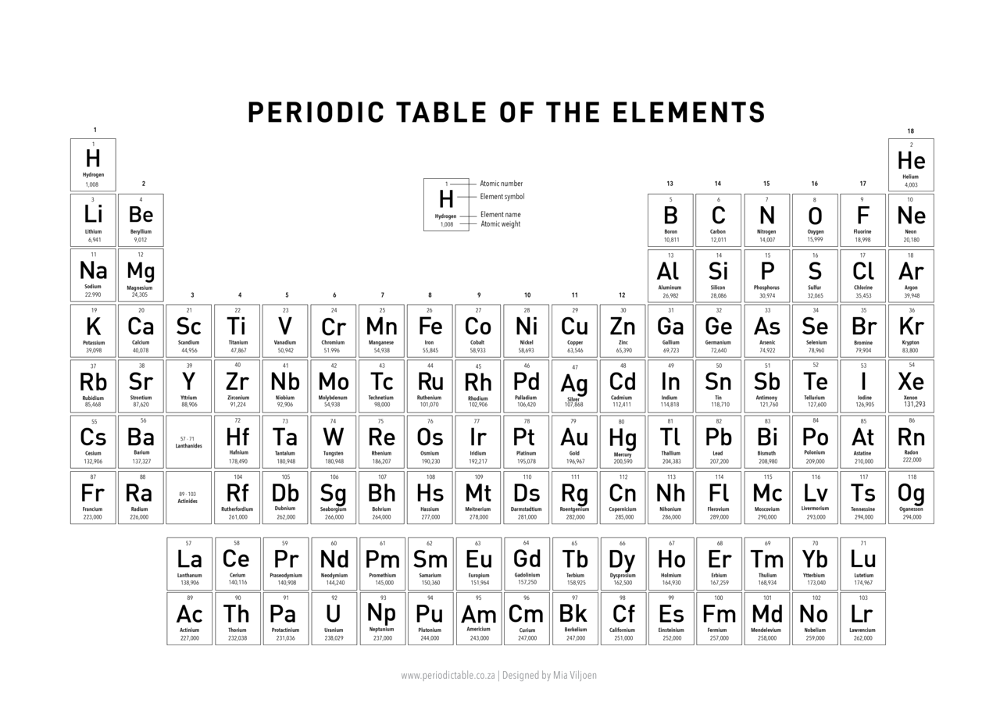 PERIODIC TABLE OF THE ELEMENTS
1
18
1
H
Hydrogen
1,008
2
He
Helium
4,003
1 Atomic number
H Element symbol
Hydrogen Element name
1,008 Atomic weight
2
13 14 15 16 17
3 4 5 6 7 8 9 10
Li Be B C N O F Ne
Lithium Beryllium Boron Carbon Nitrogen Oxygen Fluorine Neon
6,941 9,012 10,811 12,011 14,007 15,999 18,998 20,180
11 12 13 14 15 16 17 18
Na Mg Al Si P S Cl Ar
Sodium Magnesium Aluminum Silicon Phosphorus Sulfur Chlorine Argon
22.990 24,305 26,982 28,086 30,974 32,065 35,453 39,948
3 4 5 6 7 8 9 10 11 12
19 20 21 22 23 24 25 26 27 28 29 30 31 32 33 34 35 36
K Ca Sc Ti V Cr Mn Fe Co Ni Cu Zn Ga Ge As Se Br Kr
Potassium Calcium Scandium Titanium Vanadium Chromium Manganese Iron Cobalt Nickel Copper Zinc Gallium Germanium Arsenic Selenium Bromine Krypton
39,098 40,078 44,956 47,867 50,942 51.996 54,938 55,845 58,933 58,693 63,546 65,390 69,723 72,640 74,922 78,960 79,904 83,800
37 38 39 40 41 42 43 44 45 46 47 48 49 50 51 52 53 54
Rb Sr Y Zr Nb Mo Tc Ru Rh Pd Ag Cd In Sn Sb Te I Xe
Rubidium Strontium Yttrium Zirconium Niobium Molybdenum Technetium Ruthenium Rhodium Palladium Silver Cadmium Indium Tin Antimony Tellurium Iodine Xenon
85,468 87,620 88,906 91,224 92,906 54,938 98,000 101,070 102,906 106,420 107,868 112,411 114,818 118,710 121,760 127,600 126,905 131,293
55 56 57 - 71 72 73 74 75 76 77 78 79 80 81 82 83 84 85 86
Cs Ba Lanthanides Hf Ta W Re Os Ir Pt Au Hg Tl Pb Bi Po At Rn
Cesium Barium Hafnium Tantalum Tungsten Rhenium Osmium Iridium Platinum Gold Mercury Thallium Lead Bismuth Polonium Astatine Radon
132,906 137,327 178,490 180,948 180,948 186,207 190,230 192,217 195,078 196,967 200,590 204,383 207,200 208,980 209,000 210,000 222,000
87 88 89 - 103 104 105 106 107 108 109 110 111 112 113 114 115 116 117 118
Fr Ra Actinides Rf Db Sg Bh Hs Mt Ds Rg Cn Nh Fl Mc Lv Ts Og
Francium Radium Rutherfordium Dubnium Seaborgium Bohrium Hassium Meitnerium Darmstadtium Roentgenium Copernicium Nihonium Flerovium Moscovium Livermorium Tennessine Oganesson
223,000 226,000 261,000 262,000 266,000 264,000 277,000 278,000 281,000 282,000 285,000 286,000 289,000 290,000 293,000 294,000 294,000
57 58 59 60 61 62 63 64 65 66 67 68 69 70 71
La Ce Pr Nd Pm Sm Eu Gd Tb Dy Ho Er Tm Yb Lu
Lanthanum Cerium Praseodymium Neodymium Promethium Samarium Europium Gadolinium Terbium Dysprosium Holmium Erbium Thulium Ytterbium Lutetium
138,906 140,116 140,908 144,240 145,000 150,360 151,964 157,250 158,925 162,500 164,930 167,259 168,934 173,040 174,967
89 90 91 92 93 94 95 96 97 98 99 100 101 102 103
Ac Th Pa U Np Pu Am Cm Bk Cf Es Fm Md No Lr
Actinium Thorium Protactinium Uranium Neptunium Plutonium Americium Curium Berkelium Californium Einsteinium Fermium Mendelevium Nobelium Lawrencium
227,000 232,038 231,036 238,029 237,000 244,000 243,000 247,000 247,000 251,000 252,000 257,000 258,000 259,000 262,000
www.periodictable.co.za | Designed by Mia Viljoen